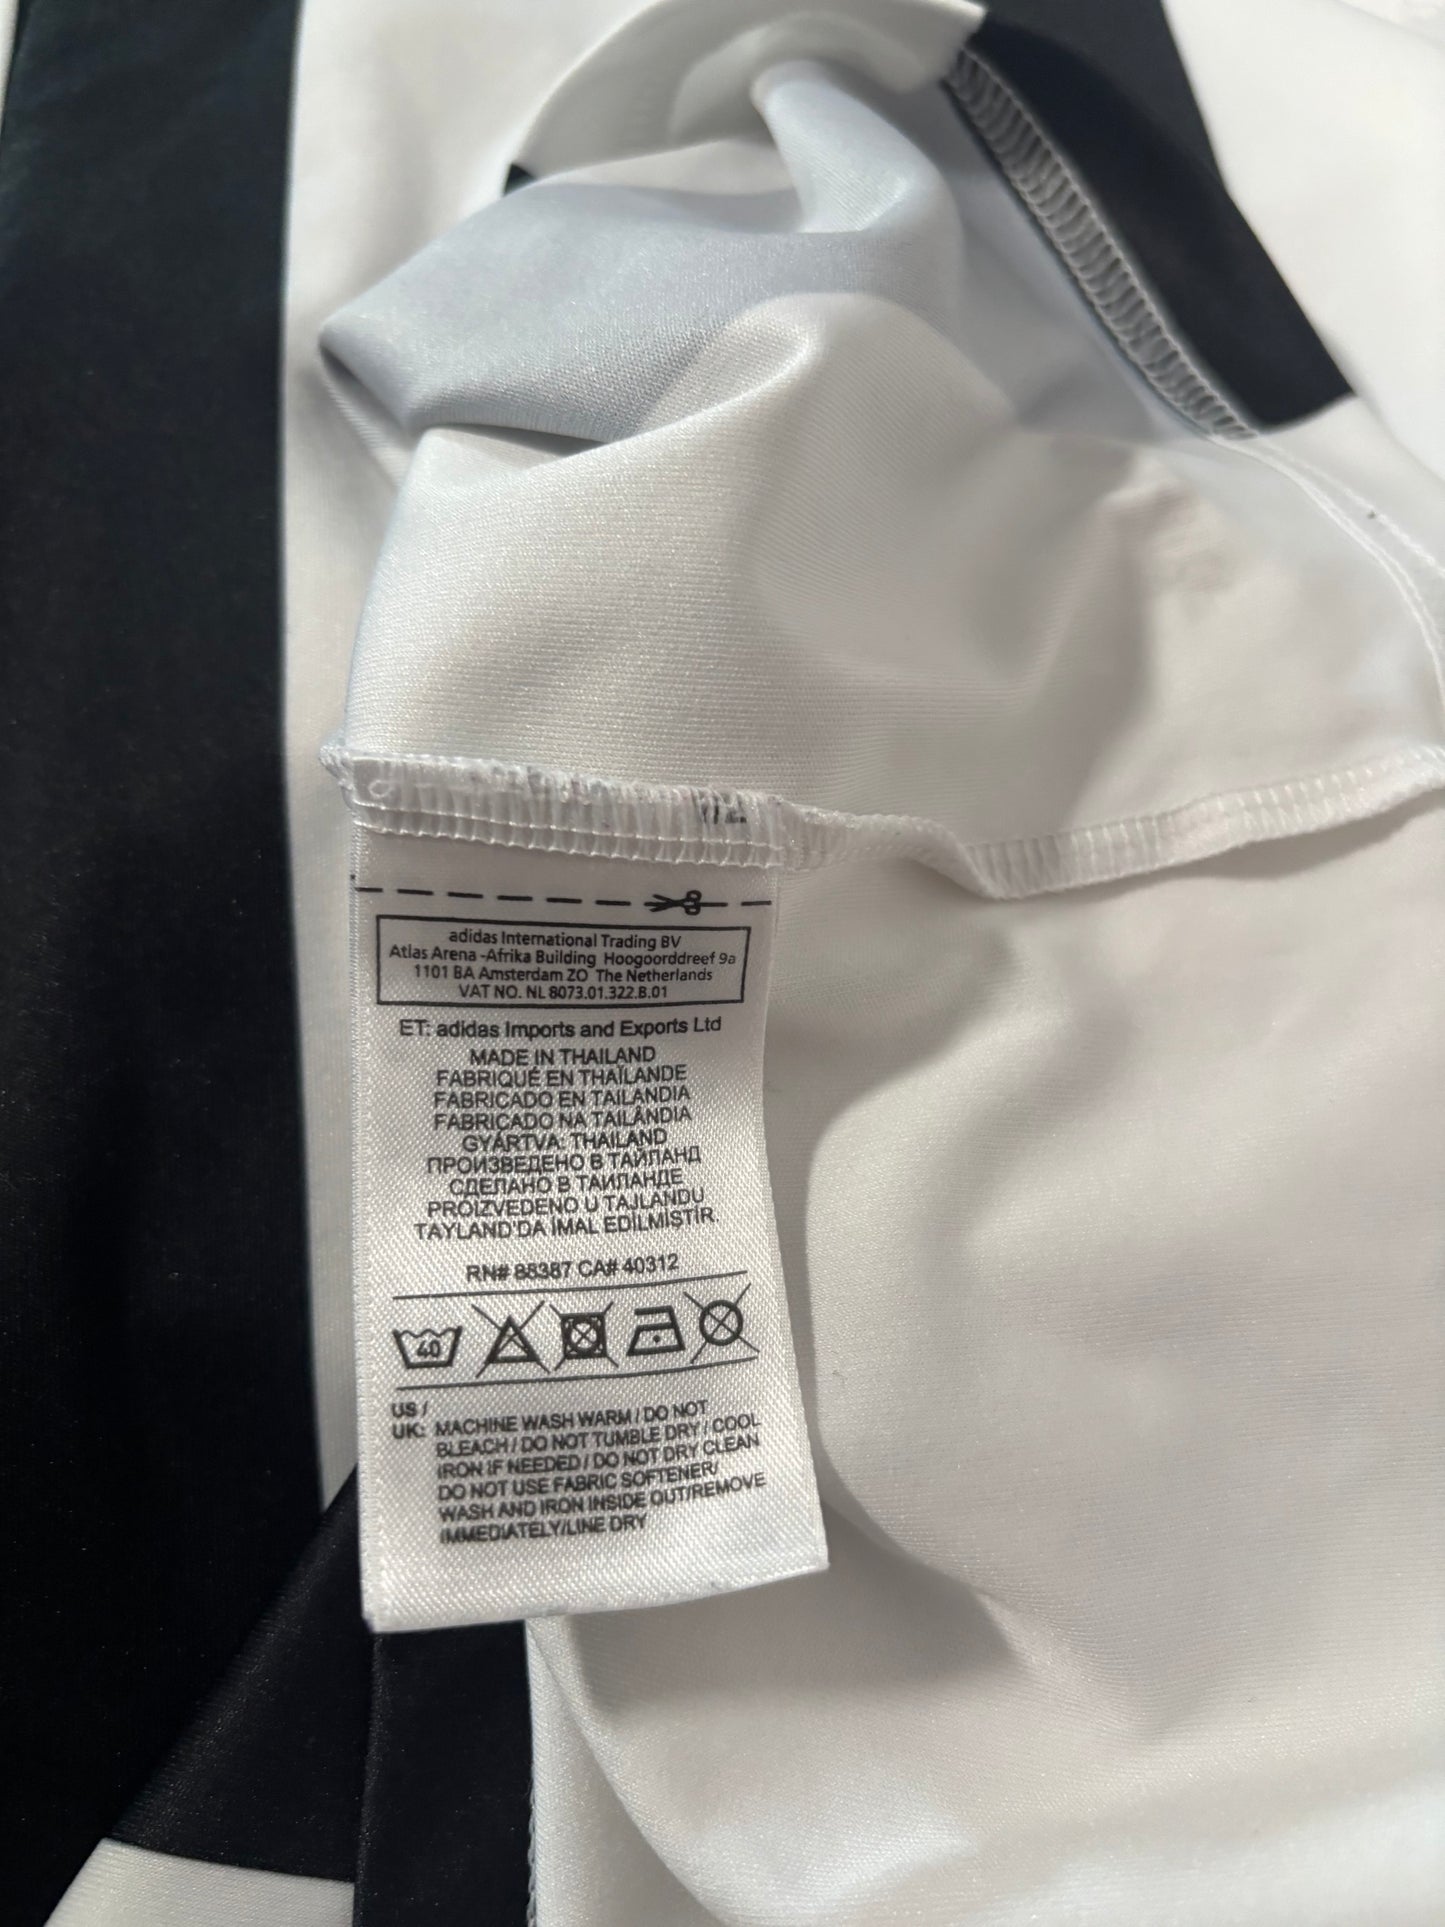 adidas International Trading BV
Atlas Arena -Afrika Building Hoogoorddreef 9a
1101 BA Amsterdam ZO The Netherlands
VAT NO. NL 8073.01.322.B.01
ET: adidas Imports and Exports Ltd
MADE IN THAILAND
FABRIQUÉ EN THAÏLANDE
FABRICADO EN TAILANDIA
FABRICADO NA TAILÂNDIA
GYÁRTVA: THAILAND
ПРОИЗВЕДЕНО В ТАЙЛАНД
СДЕЛАНО В ТАИЛАНДЕ
PROIZVEDENO U TAJLANDU
TAYLAND'DA İMAL EDİLMİSTİR.
RN# 88387 CA# 40312
40
US /
UK: MACHINE WASH WARM / DO NOT
BLEACH / DO NOT TUMBLE DRY / COOL
IRON IF NEEDED / DO NOT DRY CLEAN
DO NOT USE FABRIC SOFTENER/
WASH AND IRON INSIDE OUT/REMOVE
IMMEDIATELY/LINE DRY